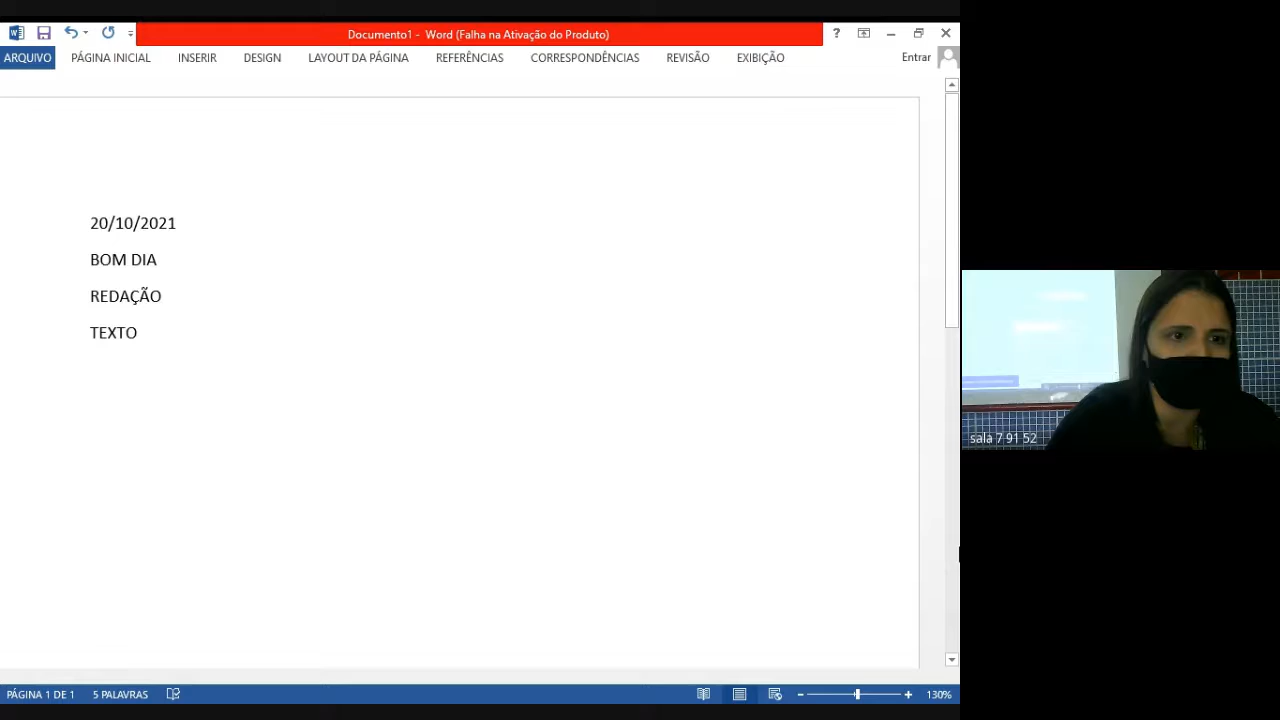 Documento1 - Word (Falha na Ativação do Produto)
?
ARQUIVO PÁGINA INICIAL INSERIR DESIGN LAYOUT DA PÁGINA REFERÊNCIAS CORRESPONDÊNCIAS REVISÃO EXIBIÇÃO Entrar
20/10/2021
BOM DIA
REDAÇÃO
TEXTO
sala 7 91 52
PÁGINA 1 DE 1 5 PALAVRAS 130%